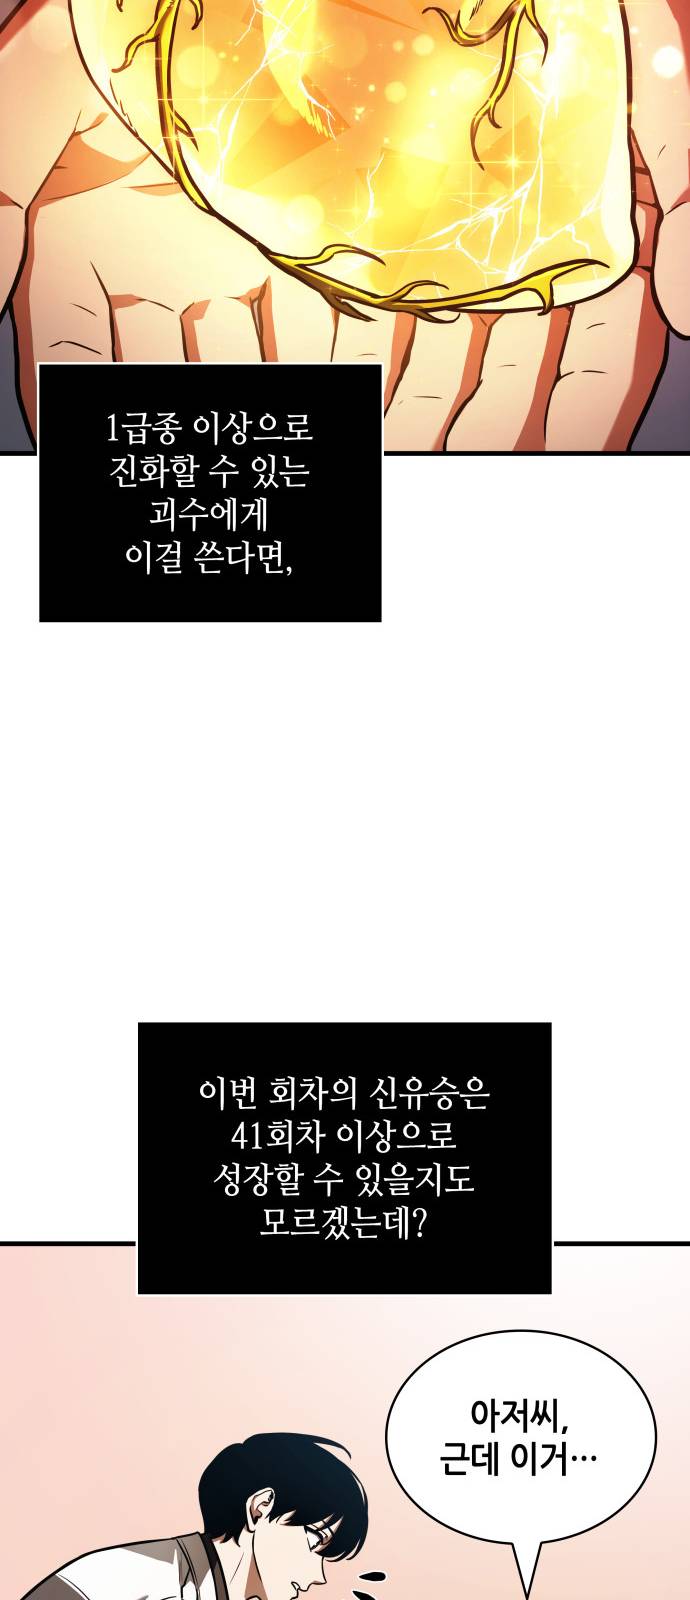 1급종 이상으로
진화할 수 있는
괴수에게
이걸 쓴다면,
이번 회차의 신유승은
41회차 이상으로
성장할 수 있을지도
모르겠는데?
아저씨,
근데 이거…